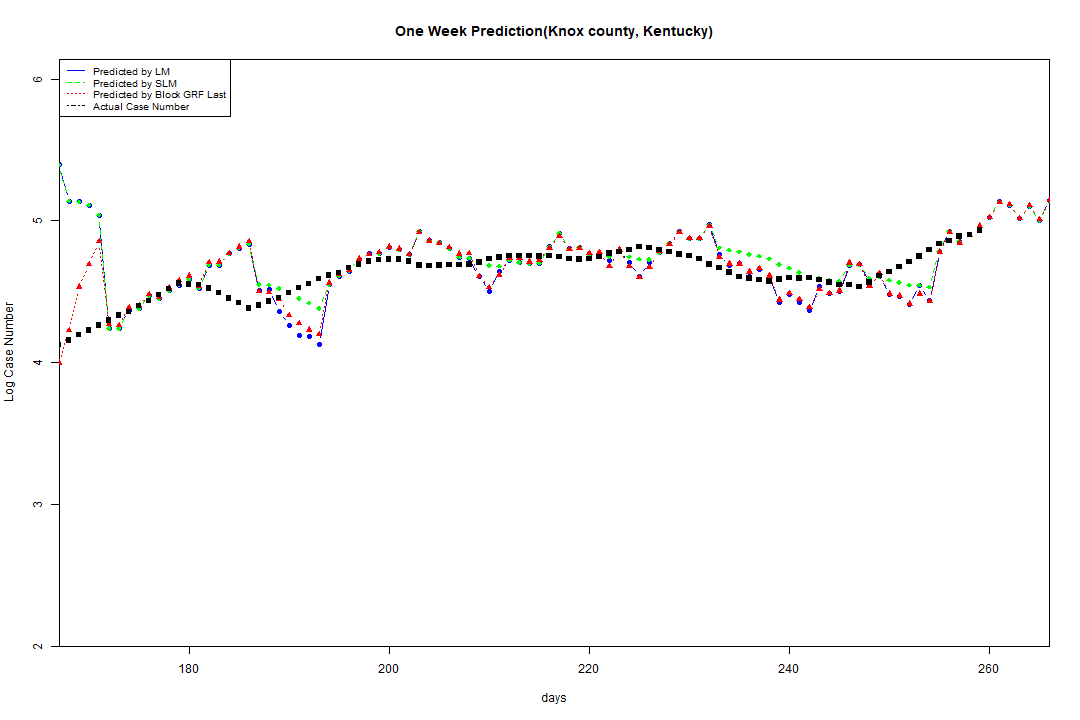 One Week Prediction(Knox county, Kentucky)
Predicted by LM
Predicted by SLM
Predicted by Block GRF Last
Actual Case Number
Log Case Number
6
5
4
3
2
180 200 220 240 260
days